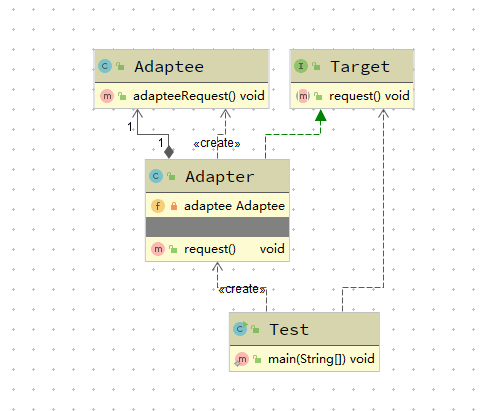 Adaptee
adapteeRequest() void
Target
request() void
1
1
«create»
Adapter
adaptee Adaptee
request() void
«create»
Test
main(String[]) void